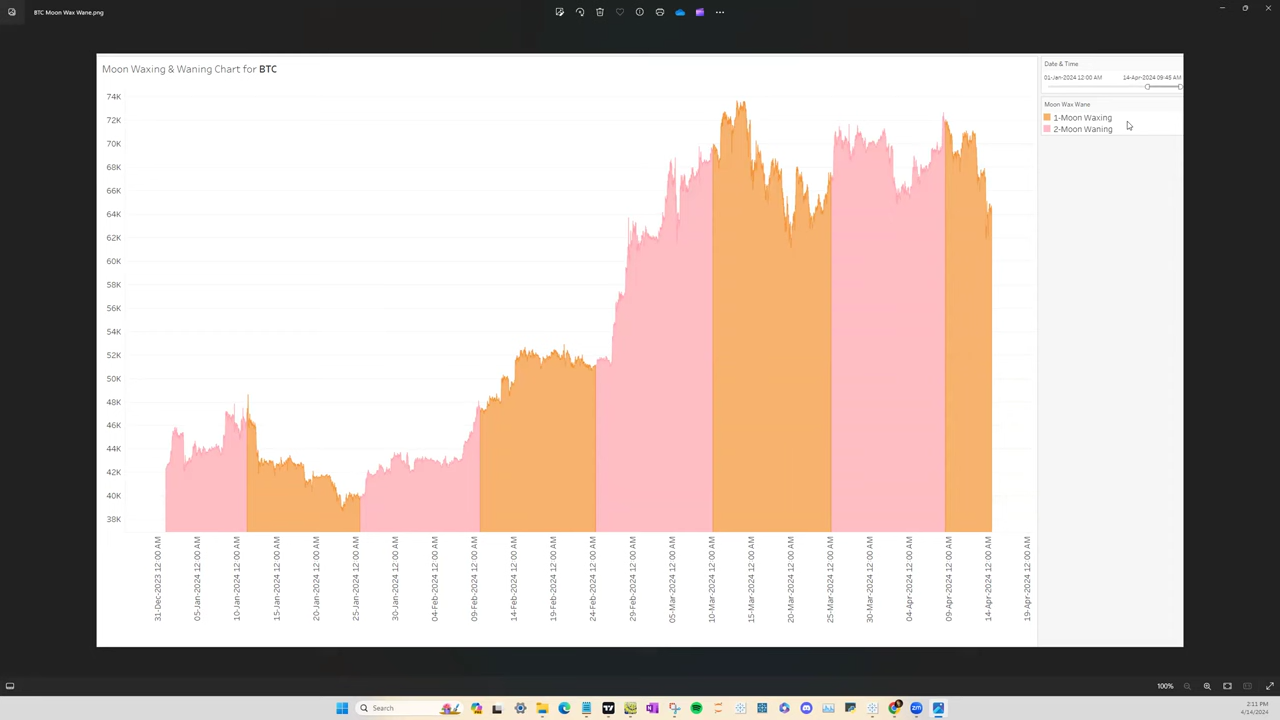 BTC Moon Wax Wane.png
Moon Waxing & Waning Chart for BTC
74K
72K
70K
68K
66K
64K
62K
60K
58K
56K
54K
52K
50K
48K
46K
44K
42K
40K
38K
31-Dec-2023 12:00 AM
05-Jan-2024 12:00 AM
10-Jan-2024 12:00 AM
15-Jan-2024 12:00 AM
20-Jan-2024 12:00 AM
25-Jan-2024 12:00 AM
30-Jan-2024 12:00 AM
04-Feb-2024 12:00 AM
09-Feb-2024 12:00 AM
14-Feb-2024 12:00 AM
19-Feb-2024 12:00 AM
24-Feb-2024 12:00 AM
29-Feb-2024 12:00 AM
05-Mar-2024 12:00 AM
10-Mar-2024 12:00 AM
15-Mar-2024 12:00 AM
20-Mar-2024 12:00 AM
25-Mar-2024 12:00 AM
30-Mar-2024 12:00 AM
04-Apr-2024 12:00 AM
09-Apr-2024 12:00 AM
14-Apr-2024 12:00 AM
19-Apr-2024 12:00 AM
Date & Time
01-Jan-2024 12:00 AM 14-Apr-2024 09:45 AM
Moon Wax Wane
1-Moon Waxing
2-Moon Waning
100%
Search
zm
2:11 PM
4/14/2024